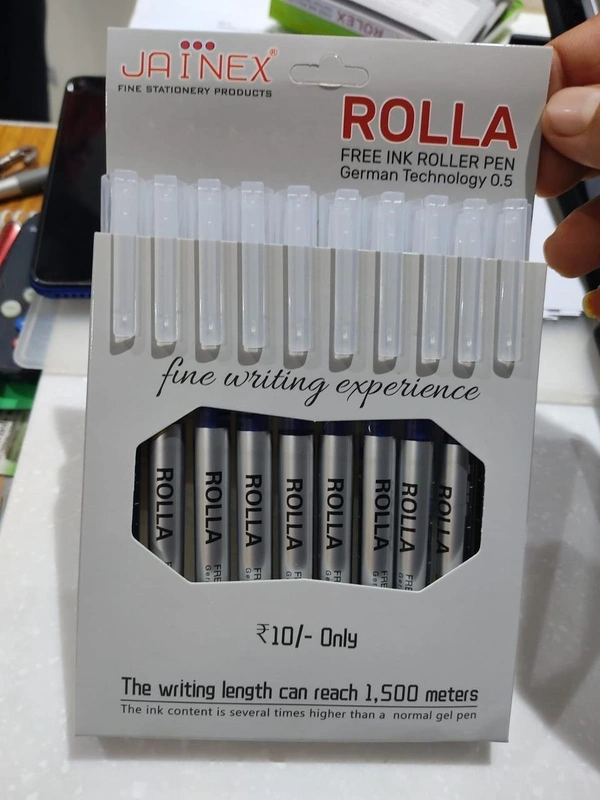 JAINEX®
FINE STATIONERY PRODUCTS
ROLLA
FREE INK ROLLER PEN
German Technology 0.5
fine writing experience
ROLLA
ROLLA
ROLLA
ROLLA
ROLLA
ROLLA
ROLLA
ROLLA
₹10/- Only
The writing length can reach 1,500 meters
The ink content is several times higher than a normal gel pen